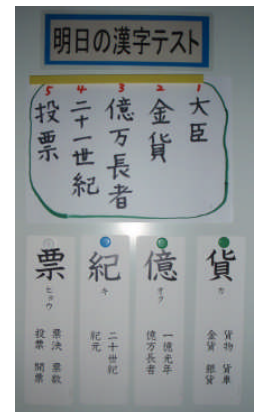 明日の漢字テスト
1
大臣
2
金貨
3
億万長者
4
二十一世紀
5
投票
貨
カ
貨物 貨車
金貨 銀貨
億
オク
一億光年
億万長者
紀
キ
二十世紀
紀元
票
ヒョウ
票決 票数
投票 開票